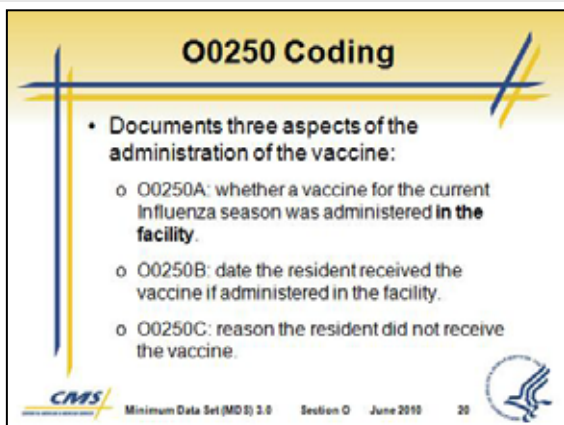 O0250 Coding
• Documents three aspects of the
administration of the vaccine:
o O0250A: whether a vaccine for the current
Influenza season was administered in the
facility.
o O0250B: date the resident received the
vaccine if administered in the facility.
o O0250C: reason the resident did not receive
the vaccine.
CMS
Minimum Data Set (MDS) 3.0 Section O June 2010 20